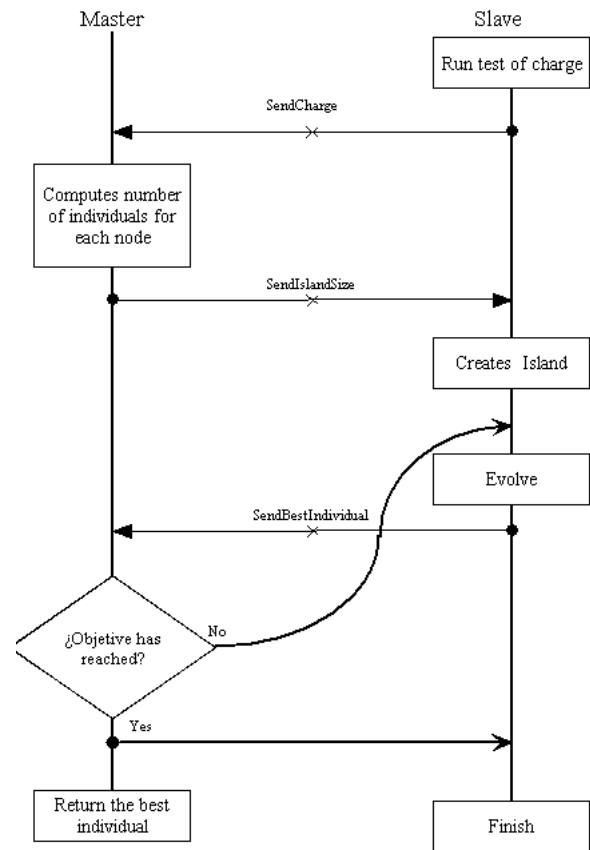 Master
Slave
Run test of charge
SendCharge
Computes number
of individuals for
each node
SendIslandSize
Creates Island
Evolve
SendBestIndividual
¿Objetive has
reached?
No
Yes
Return the best
individual
Finish